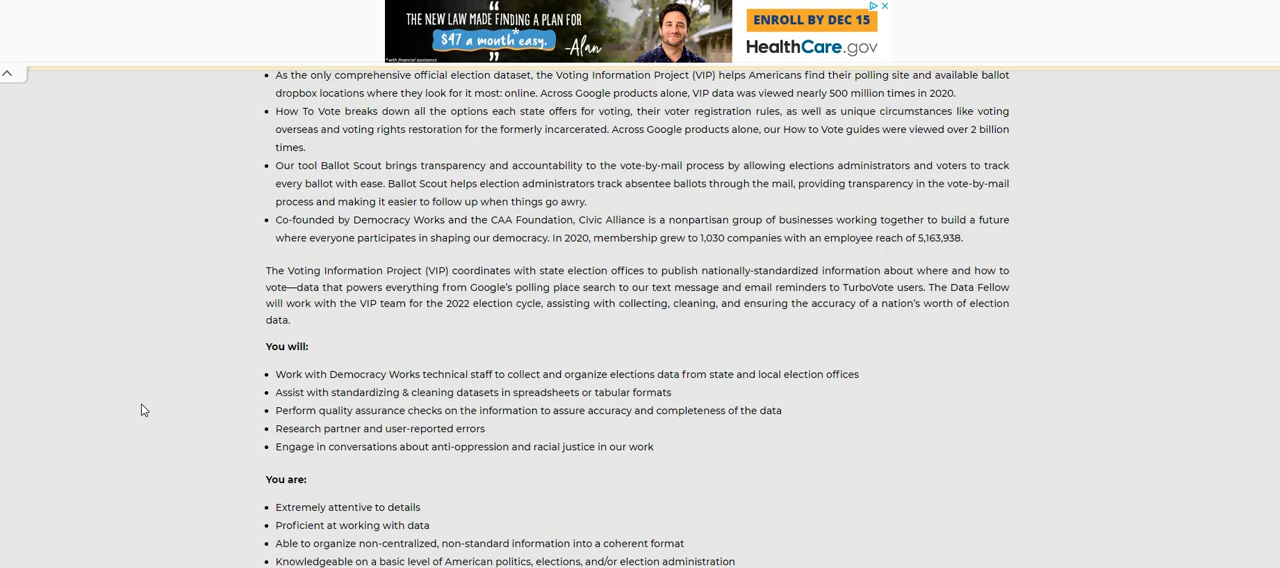 “
THE NEW LAW MADE FINDING A PLAN FOR
$47 a month* easy.
”
-Alan
*with financial assistance
ENROLL BY DEC 15
HealthCare.gov
• As the only comprehensive official election dataset, the Voting Information Project (VIP) helps Americans find their polling site and available ballot
dropbox locations where they look for it most: online. Across Google products alone, VIP data was viewed nearly 500 million times in 2020.
• How To Vote breaks down all the options each state offers for voting, their voter registration rules, as well as unique circumstances like voting
overseas and voting rights restoration for the formerly incarcerated. Across Google products alone, our How to Vote guides were viewed over 2 billion
times.
• Our tool Ballot Scout brings transparency and accountability to the vote-by-mail process by allowing elections administrators and voters to track
every ballot with ease. Ballot Scout helps election administrators track absentee ballots through the mail, providing transparency in the vote-by-mail
process and making it easier to follow up when things go awry.
• Co-founded by Democracy Works and the CAA Foundation, Civic Alliance is a nonpartisan group of businesses working together to build a future
where everyone participates in shaping our democracy. In 2020, membership grew to 1,030 companies with an employee reach of 5,163,938.
The Voting Information Project (VIP) coordinates with state election offices to publish nationally-standardized information about where and how to
vote—data that powers everything from Google’s polling place search to our text message and email reminders to TurboVote users. The Data Fellow
will work with the VIP team for the 2022 election cycle, assisting with collecting, cleaning, and ensuring the accuracy of a nation’s worth of election
data.
You will:
• Work with Democracy Works technical staff to collect and organize elections data from state and local election offices
• Assist with standardizing & cleaning datasets in spreadsheets or tabular formats
• Perform quality assurance checks on the information to assure accuracy and completeness of the data
• Research partner and user-reported errors
• Engage in conversations about anti-oppression and racial justice in our work
You are:
• Extremely attentive to details
• Proficient at working with data
• Able to organize non-centralized, non-standard information into a coherent format
• Knowledgeable on a basic level of American politics, elections, and/or election administration